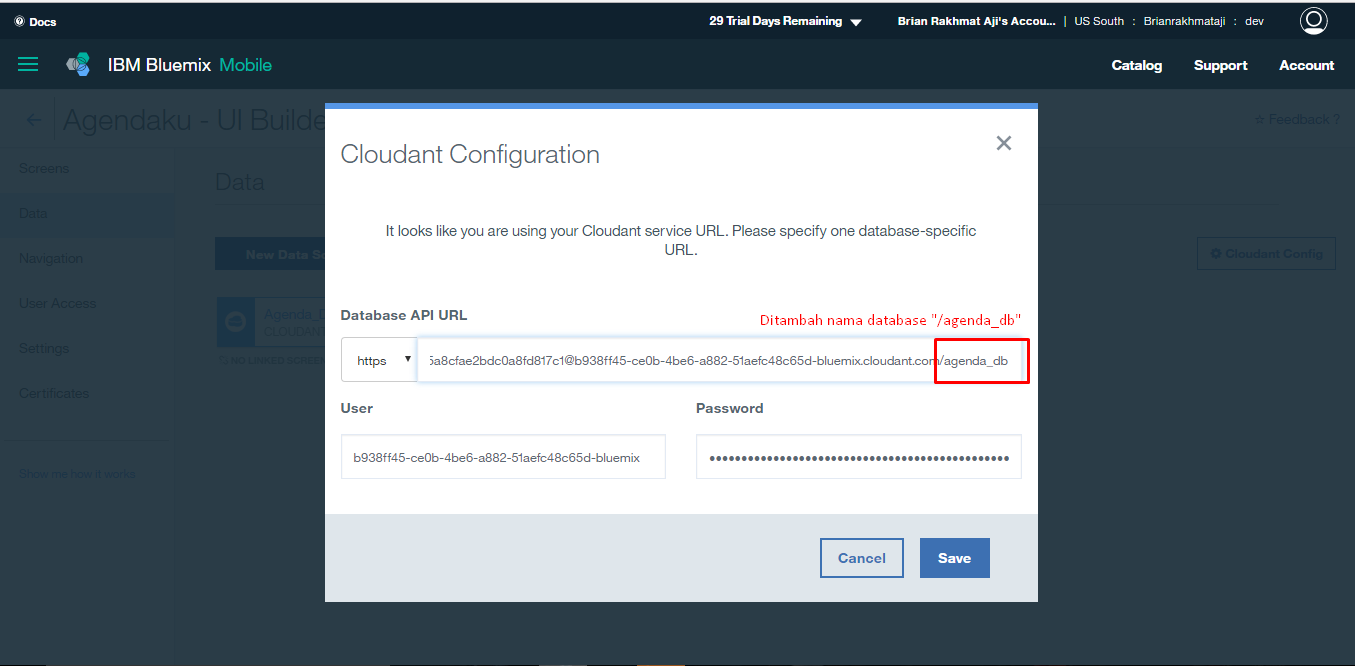 Docs
29 Trial Days Remaining
Brian Rakhmat Aji's Accou... | US South : Brianrakhmataji : dev
IBM Bluemix Mobile
Catalog Support Account
Agendaku - UI Builde
Feedback ?
Cloudant Configuration
Screens
Data
Data
Navigation
User Access
Settings
Certificates
Show me how it works
It looks like you are using your Cloudant service URL. Please specify one database-specific
URL.
New Data So
Cloudant Config
Agenda_D
CLOUDANT
NO LINKED SCREEN
Database API URL
Ditambah nama database "/agenda_db"
https
5a8cfae2bdc0a8fd817c1@b938ff45-ce0b-4be6-a882-51aefc48c65d-bluemix.cloudant.com/agenda_db
User
Password
b938ff45-ce0b-4be6-a882-51aefc48c65d-bluemix
Cancel
Save